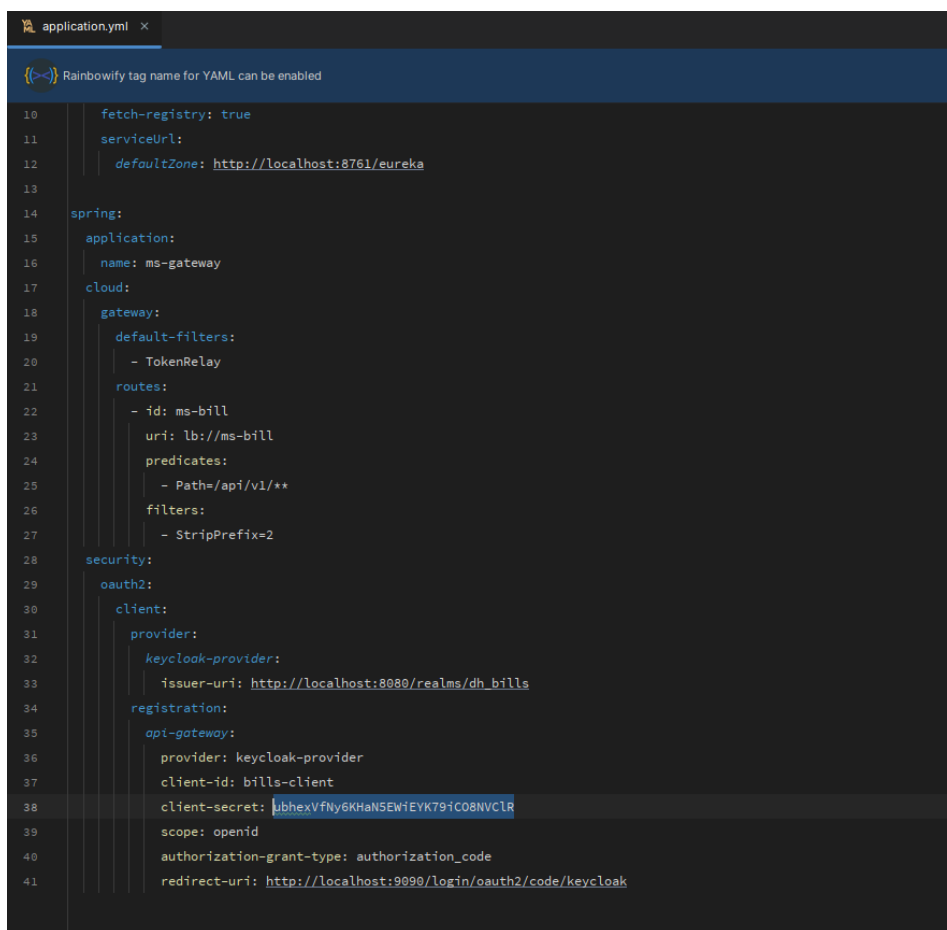 application.yml ×
Rainbowify tag name for YAML can be enabled
10 fetch-registry: true
11 serviceUrl:
12 defaultZone: http://localhost:8761/eureka
13
14 spring:
15 application:
16 name: ms-gateway
17 cloud:
18 gateway:
19 default-filters:
20 - TokenRelay
21 routes:
22 - id: ms-bill
23 uri: lb://ms-bill
24 predicates:
25 - Path=/api/v1/**
26 filters:
27 - StripPrefix=2
28 security:
29 oauth2:
30 client:
31 provider:
32 keycloak-provider:
33 issuer-uri: http://localhost:8080/realms/dh_bills
34 registration:
35 api-gateway:
36 provider: keycloak-provider
37 client-id: bills-client
38 client-secret: ubhexVfNy6KHaN5EWiEYK79iCO8NVClR
39 scope: openid
40 authorization-grant-type: authorization_code
41 redirect-uri: http://localhost:9090/login/oauth2/code/keycloak